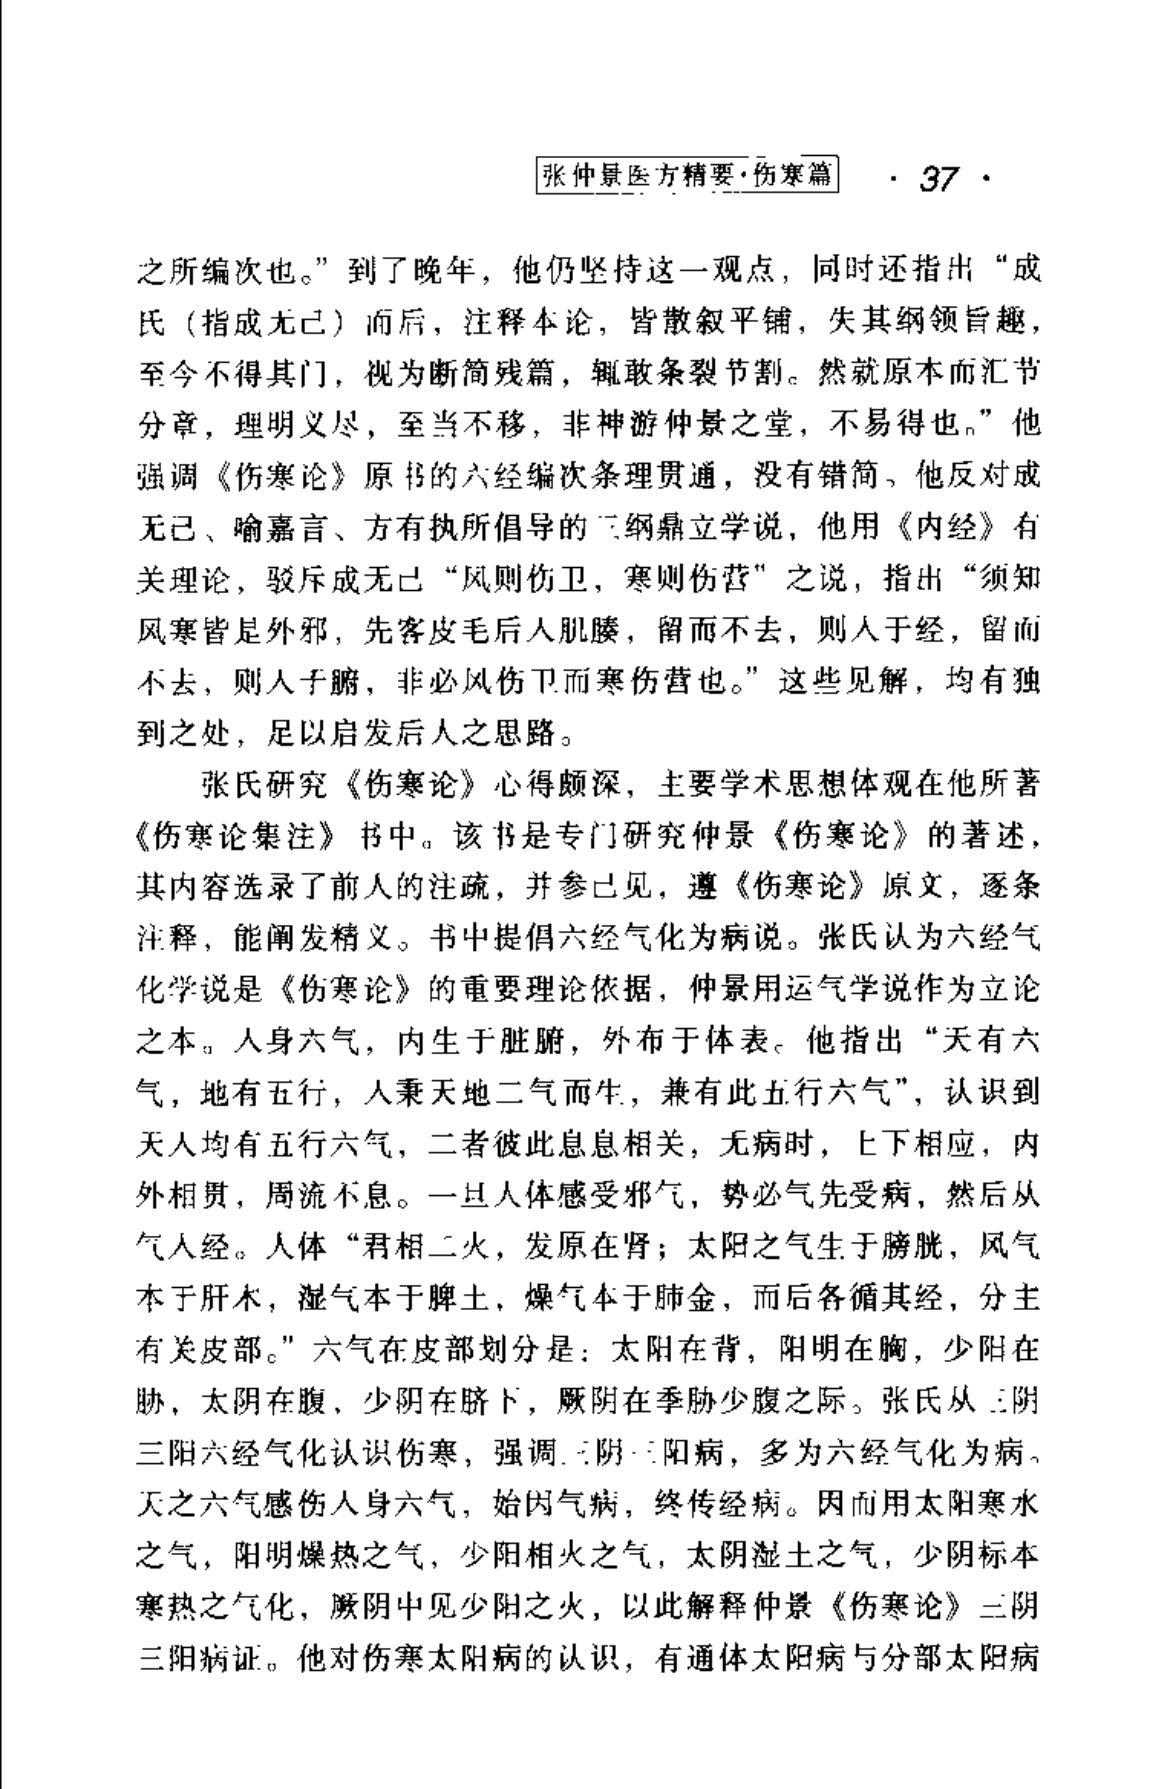 张仲景医方精要·伤寒篇 · 37 ·
之所编次也。”到了晚年，他仍坚持这一观点，同时还指出“成
氏（指成无己）而后，注释本论，皆散叙平铺，失其纲领旨趣，
至今不得其门，视为断简残篇，辄敢条裂节割。然就原本而汇节
分章，理明义尽，至当不移，非神游仲景之堂，不易得也。”他
强调《伤寒论》原书的六经编次条理贯通，没有错简。他反对成
无己、喻嘉言、方有执所倡导的三纲鼎立学说，他用《内经》有
关理论，驳斥成无己“风则伤卫，寒则伤营”之说，指出“须知
风寒皆是外邪，先客皮毛后入肌腠，留而不去，则入于经，留而
不去，则入于腑，非必风伤卫而寒伤营也。”这些见解，均有独
到之处，足以启发后人之思路。
张氏研究《伤寒论》心得颇深，主要学术思想体观在他所著
《伤寒论集注》书中。该书是专门研究仲景《伤寒论》的著述，
其内容选录了前人的注疏，并参己见，遵《伤寒论》原文，逐条
注释，能阐发精义。书中提倡六经气化为病说。张氏认为六经气
化学说是《伤寒论》的重要理论依据，仲景用运气学说作为立论
之本。人身六气，内生于脏腑，外布于体表。他指出“天有六
气，地有五行，人秉天地二气而生，兼有此五行六气”，认识到
天人均有五行六气，二者彼此息息相关，无病时，上下相应，内
外相贯，周流不息。一旦人体感受邪气，势必气先受病，然后从
气入经。人体“君相二火，发原在肾；太阳之气生于膀胱，风气
本于肝木，湿气本于脾土，燥气本于肺金，而后各循其经，分主
有关皮部。”六气在皮部划分是：太阳在背，阳明在胸，少阳在
胁，太阴在腹，少阴在脐下，厥阴在季胁少腹之际。张氏从三阴
三阳六经气化认识伤寒，强调三阴三阳病，多为六经气化为病。
天之六气感伤人身六气，始因气病，终传经病。因而用太阳寒水
之气，阳明燥热之气，少阳相火之气，太阴湿土之气，少阴标本
寒热之气化，厥阴中见少阳之火，以此解释仲景《伤寒论》三阴
三阳病证。他对伤寒太阳病的认识，有通体太阳病与分部太阳病